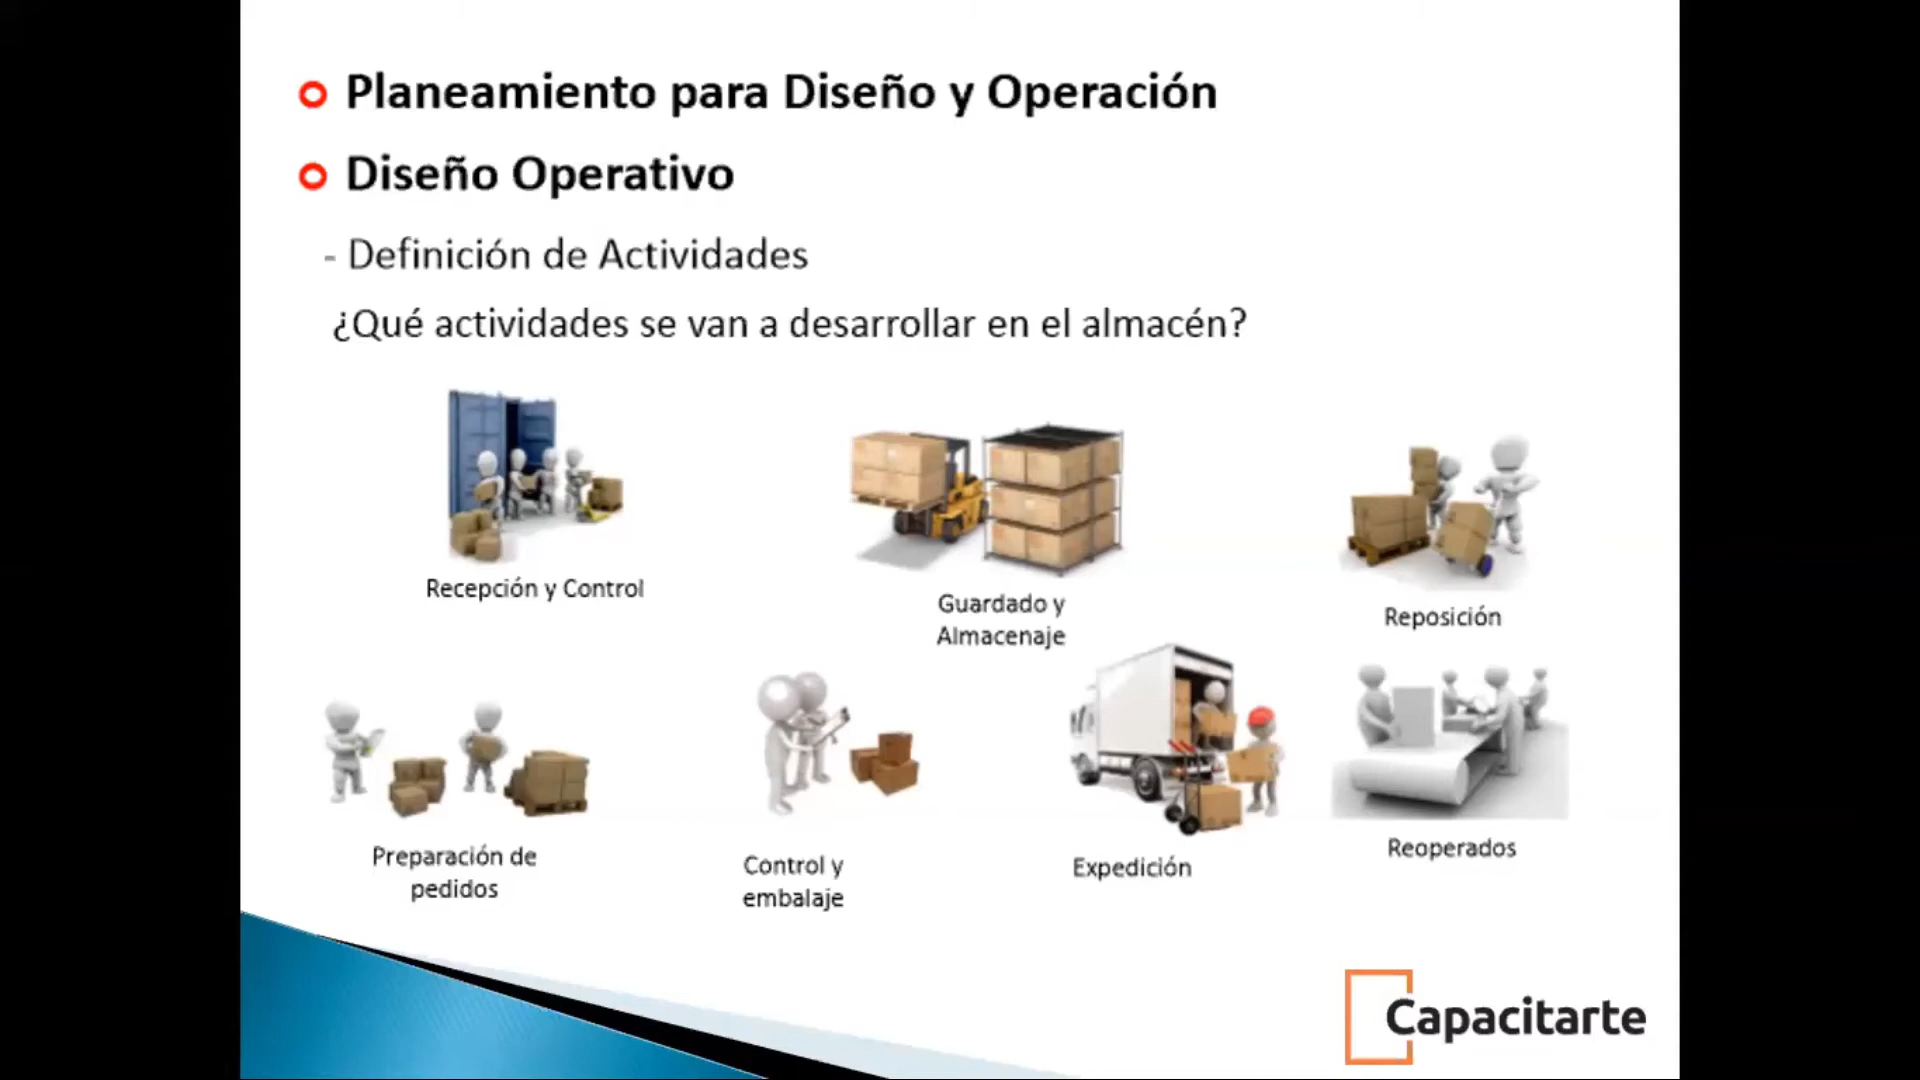 Planeamiento para Diseño y Operación
Diseño Operativo
- Definición de Actividades
¿Qué actividades se van a desarrollar en el almacén?
Recepción y Control
Guardado y
Almacenaje
Reposición
Preparación de
pedidos
Control y
embalaje
Expedición
Reoperados
Capacitarte